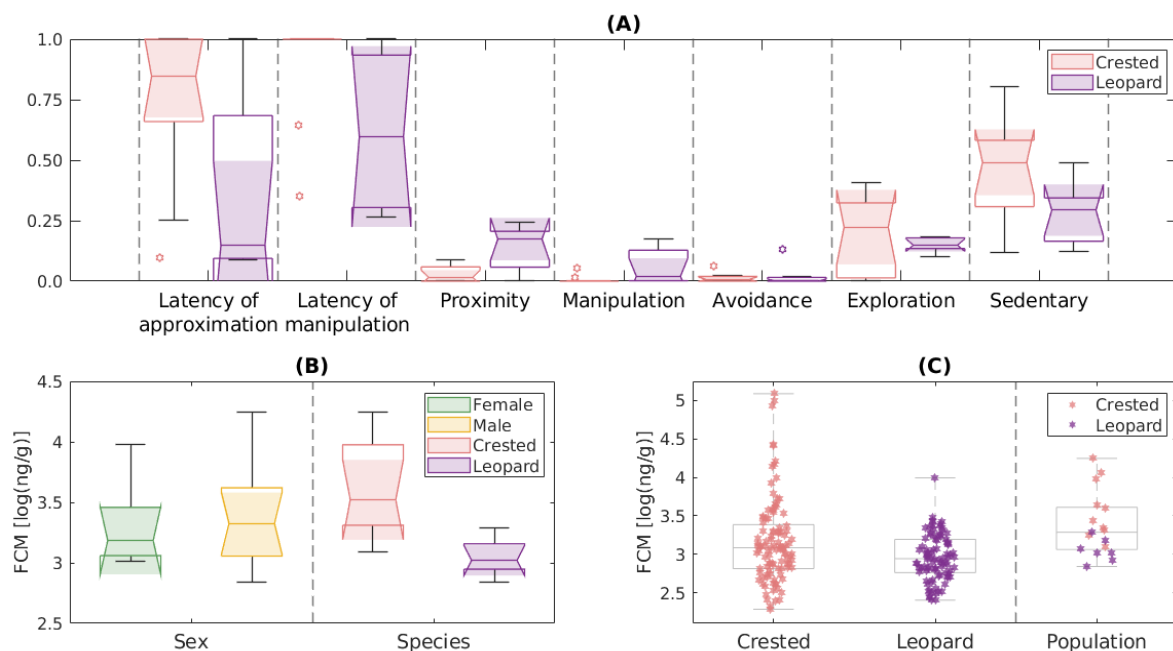 (A)
1.0
0.75
0.50
0.25
0.0
Crested
Leopard
Latency of
approximation
Latency of
manipulation
Proximity
Manipulation
Avoidance
Exploration
Sedentary
(B)
FCM [log(ng/g)]
4.5
4
3.5
3
2.5
Female
Male
Crested
Leopard
Sex
Species
(C)
FCM [log(ng/g)]
5
4.5
4
3.5
3
2.5
Crested
Leopard
Crested
Leopard
Population